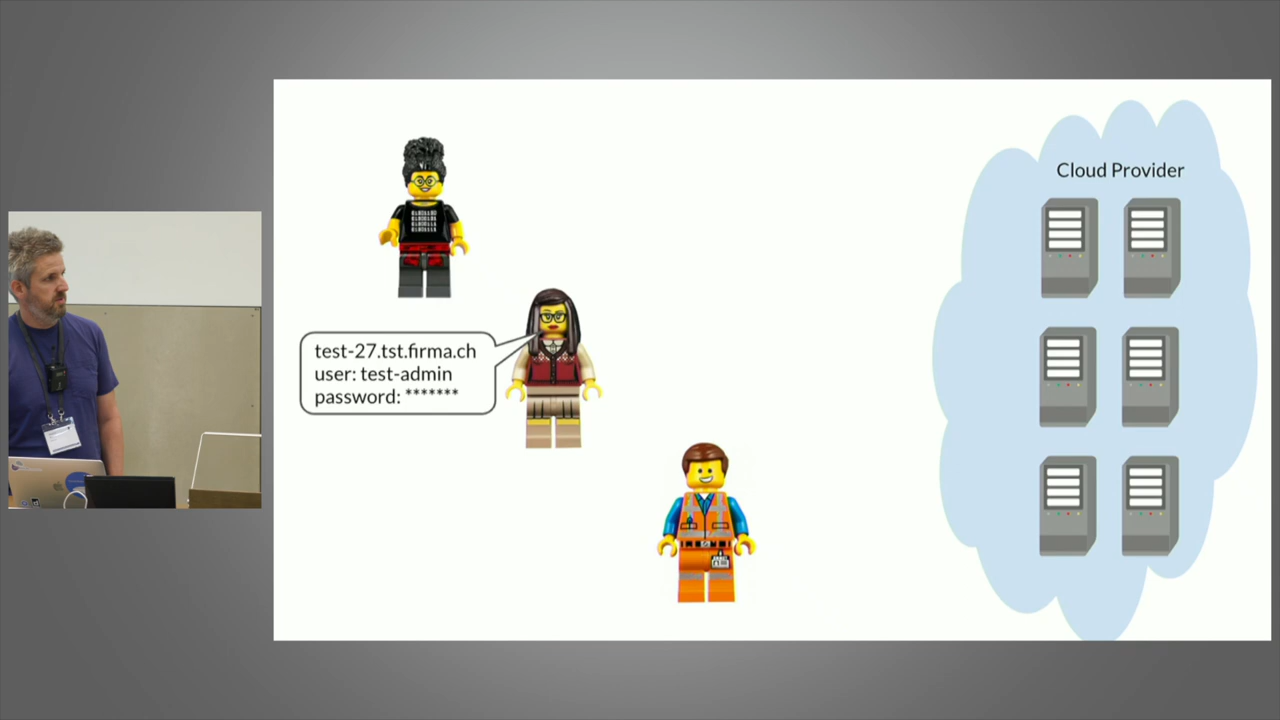 Cloud Provider
test-27.tst.firma.ch
user: test-admin
password: *******